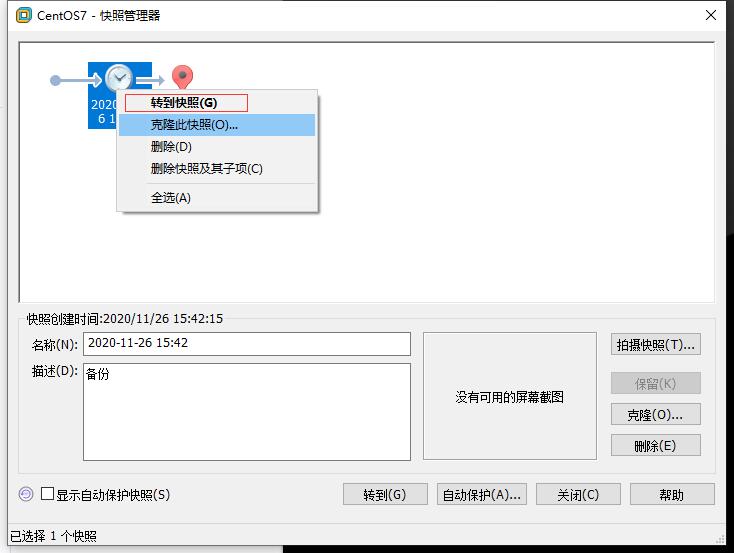 CentOS7 - 快照管理器
2020
6 1
转到快照(G)
克隆此快照(O)...
删除(D)
删除快照及其子项(C)
全选(A)
快照创建时间:2020/11/26 15:42:15
名称(N):
2020-11-26 15:42
描述(D):
备份
没有可用的屏幕截图
拍摄快照(T)...
保留(K)
克隆(O)...
删除(E)
显示自动保护快照(S)
转到(G)
自动保护(A)...
关闭(C)
帮助
已选择 1 个快照